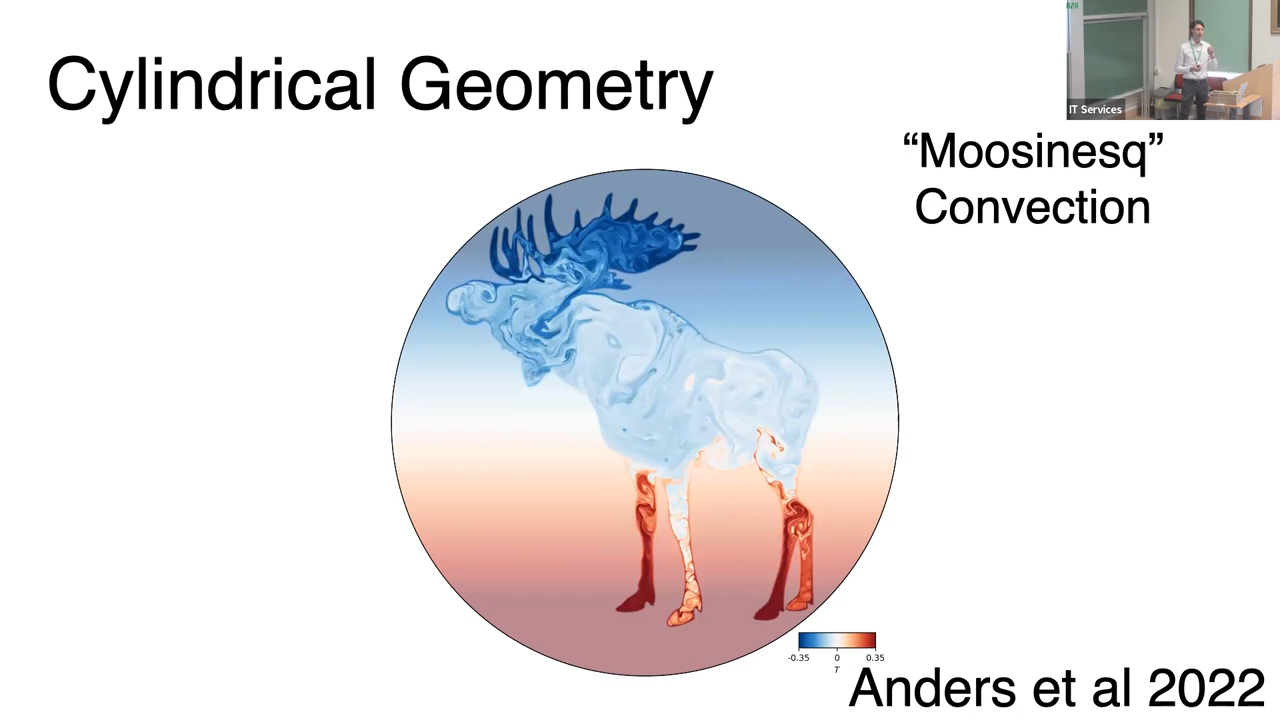 Cylindrical Geometry
IT Services
“Moosinesq”
Convection
-0.35 0 0.35
T
Anders et al 2022